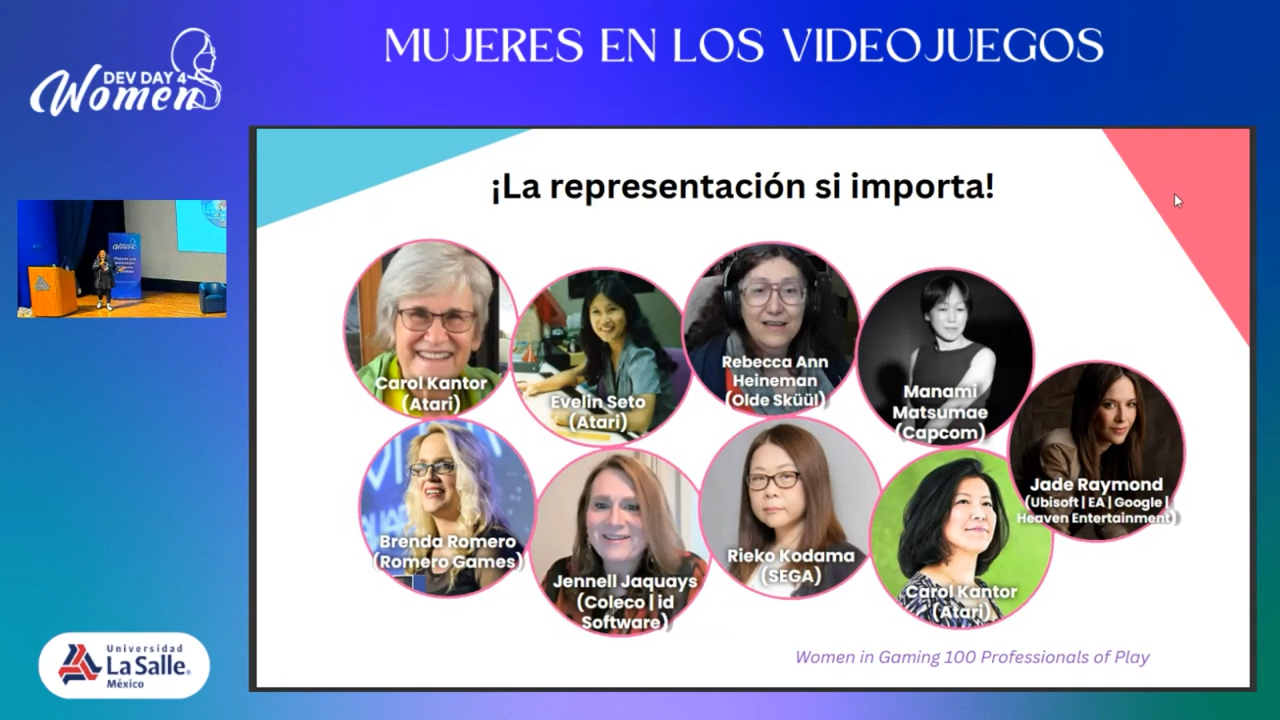 DEV DAY 4
Women
MUJERES EN LOS VIDEOJUEGOS
¡La representación si importa!
Carol Kantor
(Atari)
Evelin Seto
(Atari)
Rebecca Ann
Heineman
(Olde Sküül)
Manami
Matsumae
(Capcom)
Jade Raymond
(Ubisoft | EA | Google |
Heaven Entertainment)
Brenda Romero
(Romero Games)
Jennell Jaquays
(Coleco | id
Software)
Rieko Kodama
(SEGA)
Carol Kantor
(Atari)
Women in Gaming 100 Professionals of Play
Universidad
LaSalle®
México